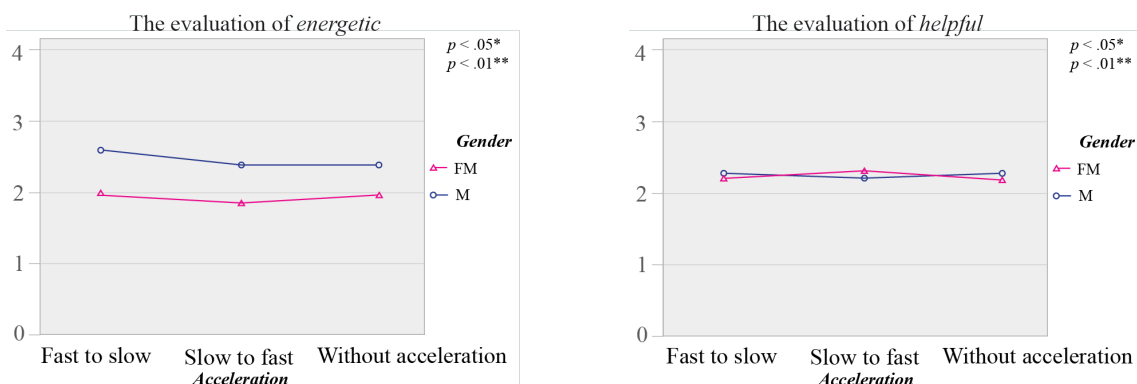 The evaluation of energetic
p < .05*
p < .01**
4
3
2
1
0
Gender
FM
M
Fast to slow
Slow to fast
Without acceleration
Acceleration
The evaluation of helpful
p < .05*
p < .01**
4
3
2
1
0
Gender
FM
M
Fast to slow
Slow to fast
Without acceleration
Acceleration